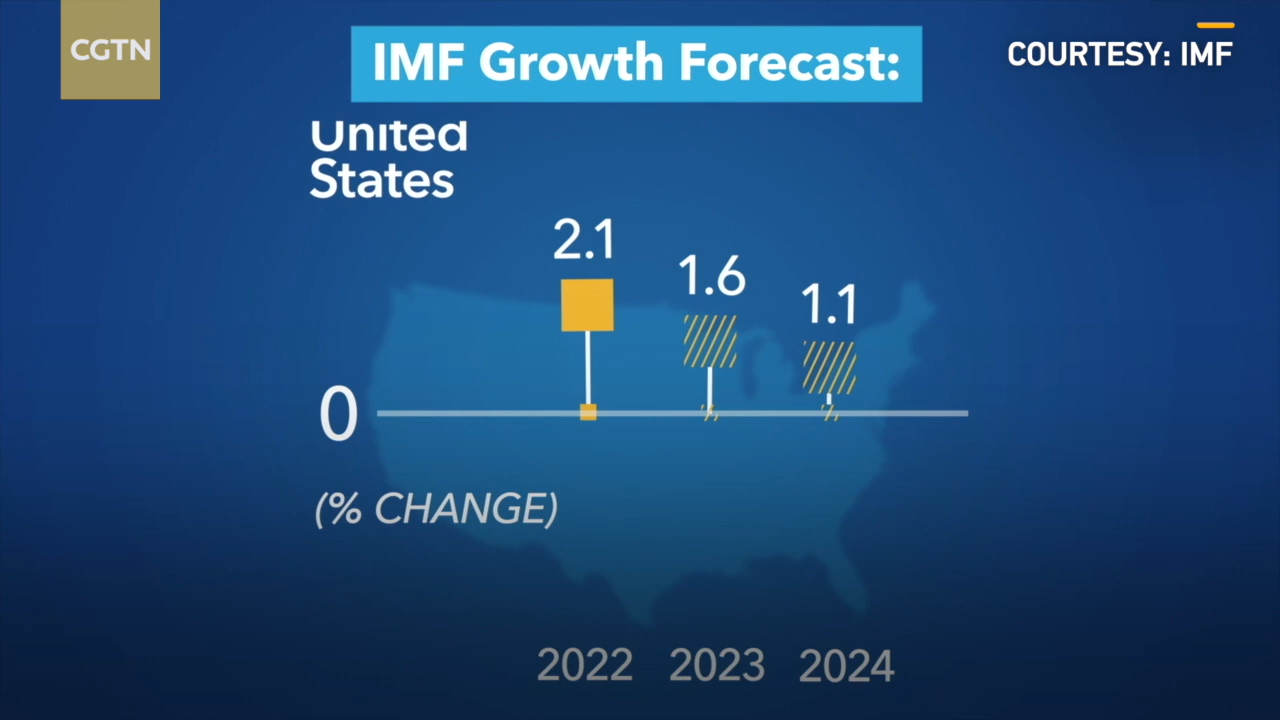 CGTN
IMF Growth Forecast:
COURTESY: IMF
United
States
2.1
1.6
1.1
0
(% CHANGE)
2022 2023 2024